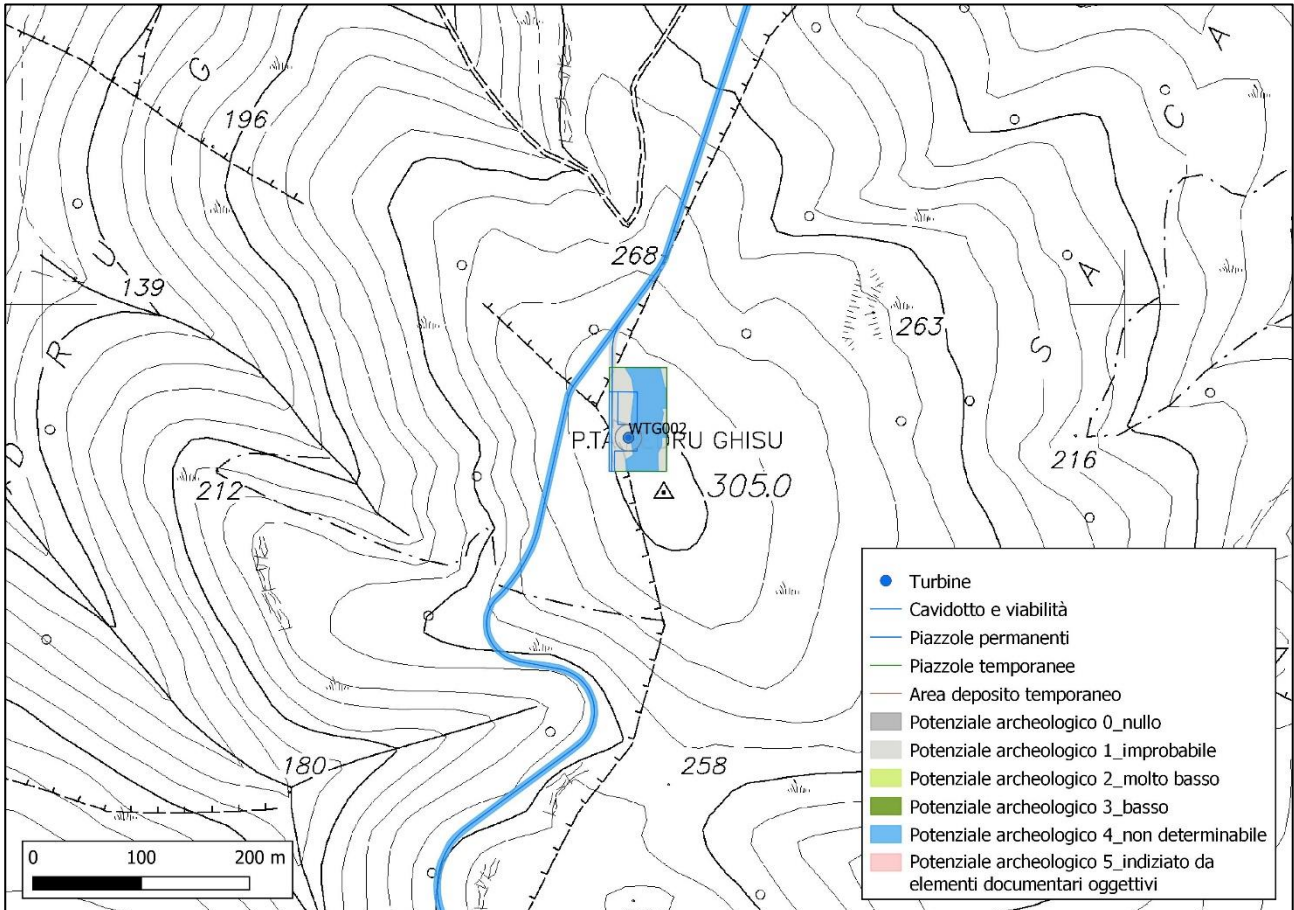 G
196
A
C
A
S
268
263
U
139
R
D
WTG002
P.TA
RU GHISU
305.0
216
212
180
258
0 100 200 m
Turbine
Cavidotto e viabilità
Piazzole permanenti
Piazzole temporanee
Area deposito temporaneo
Potenziale archeologico 0_nullo
Potenziale archeologico 1_improbabile
Potenziale archeologico 2_molto basso
Potenziale archeologico 3_basso
Potenziale archeologico 4_non determinabile
Potenziale archeologico 5_indiziato da
elementi documentari oggettivi